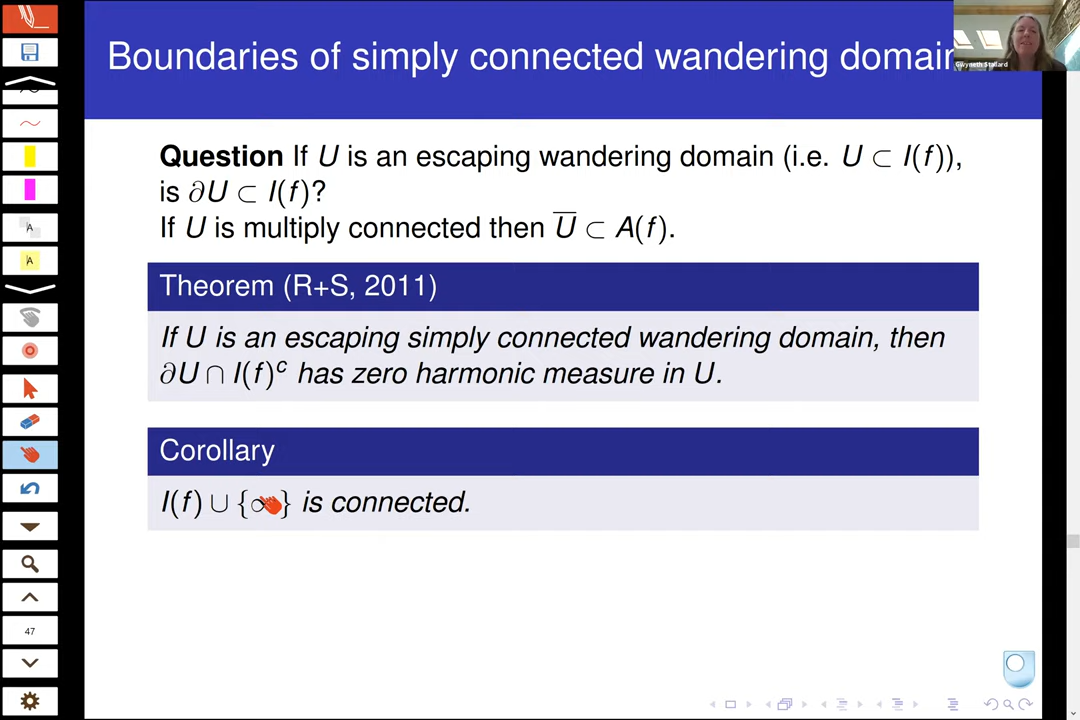 Boundaries of simply connected wandering domain
Gwyneth Stallard
Question If U is an escaping wandering domain (i.e. U ⊂ I(f)),
is ∂U ⊂ I(f)?
If U is multiply connected then U̅ ⊂ A(f).
Theorem (R+S, 2011)
If U is an escaping simply connected wandering domain, then
∂U ∩ I(f)ᶜ has zero harmonic measure in U.
Corollary
I(f) ∪ {∞} is connected.
A
A
47